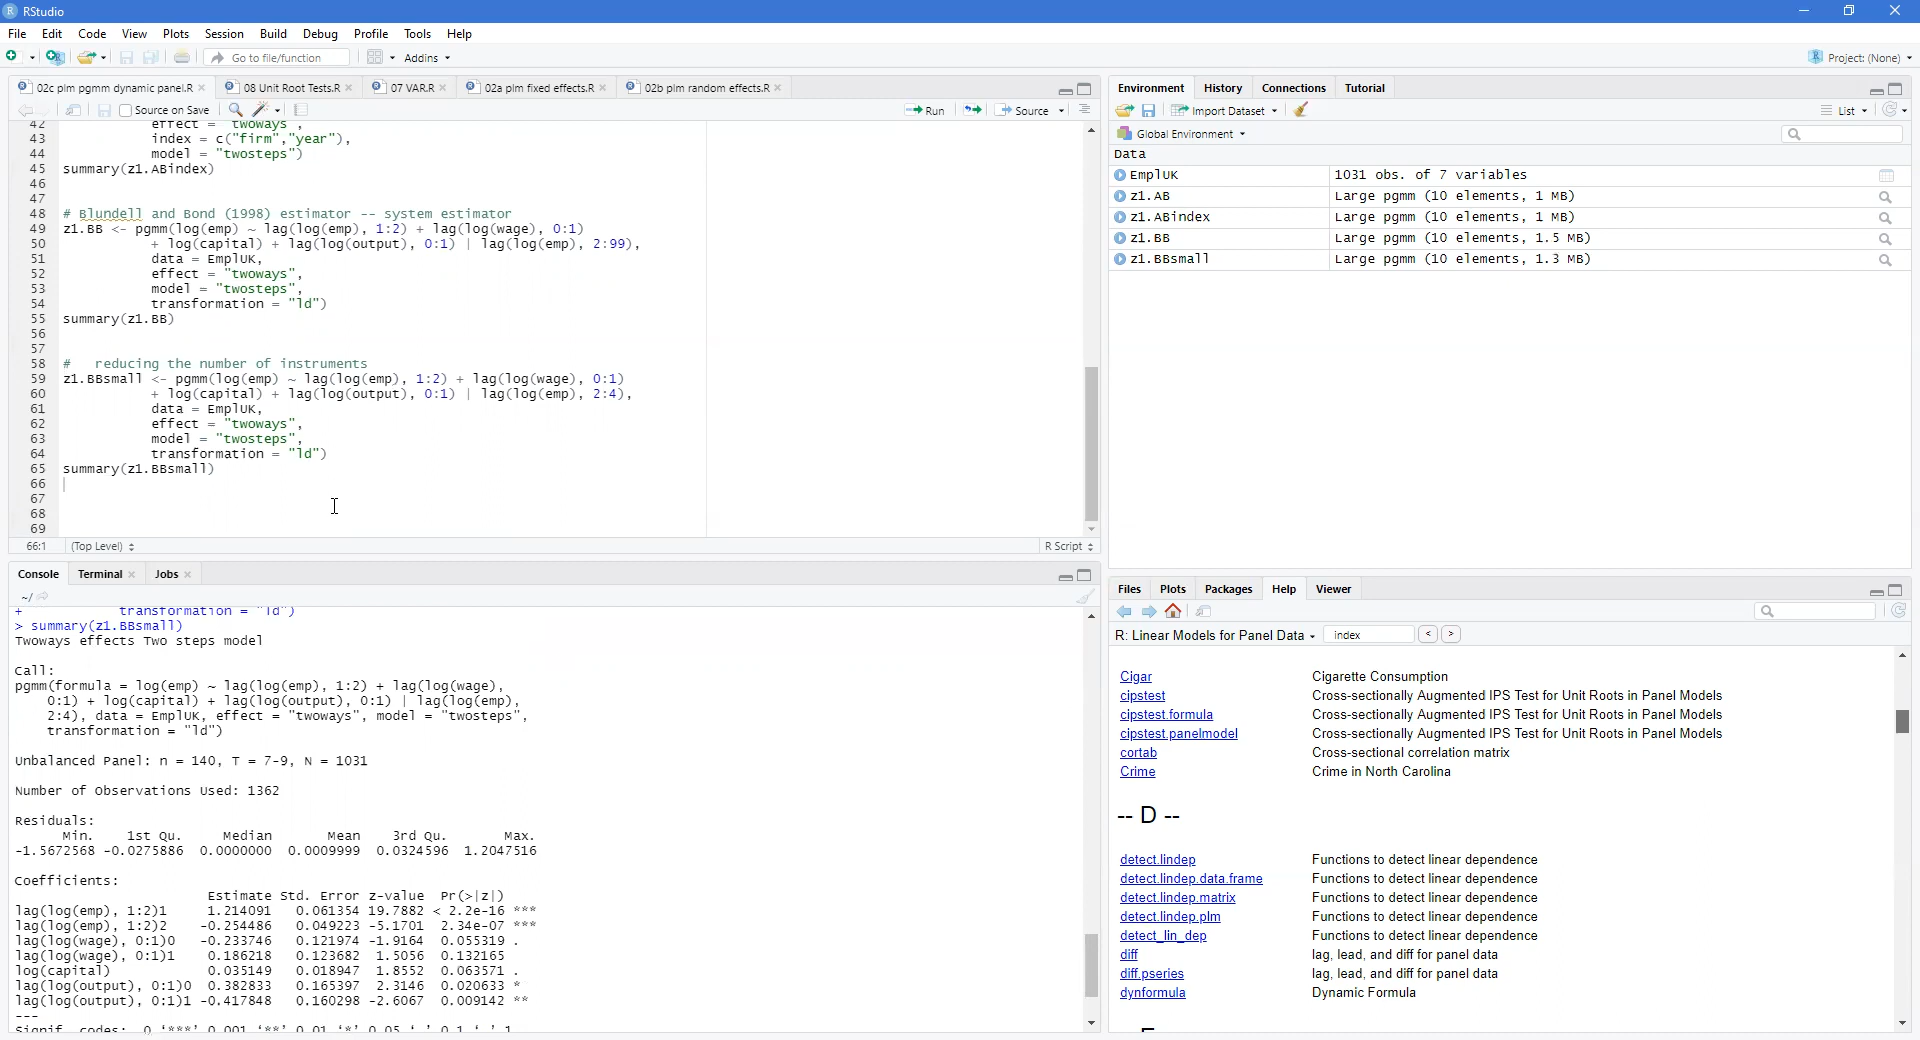 RStudio
File Edit Code View Plots Session Build Debug Profile Tools Help
Go to file/function Addins Project: (None)
02c plm pgmm dynamic panel.R 08 Unit Root Tests.R 07 VAR.R 02a plm fixed effects.R 02b plm random effects.R
Source on Save Run Source
42 effect = "twoways",
43 index = c("firm","year"),
44 model = "twosteps")
45 summary(z1.ABindex)
46
47
48 # Blundell and Bond (1998) estimator -- system estimator
49 z1.BB <- pgmm(log(emp) ~ lag(log(emp), 1:2) + lag(log(wage), 0:1)
50 + log(capital) + lag(log(output), 0:1) | lag(log(emp), 2:99),
51 data = EmplUK,
52 effect = "twoways",
53 model = "twosteps",
54 transformation = "ld")
55 summary(z1.BB)
56
57
58 # reducing the number of instruments
59 z1.BBsmall <- pgmm(log(emp) ~ lag(log(emp), 1:2) + lag(log(wage), 0:1)
60 + log(capital) + lag(log(output), 0:1) | lag(log(emp), 2:4),
61 data = EmplUK,
62 effect = "twoways",
63 model = "twosteps",
64 transformation = "ld")
65 summary(z1.BBsmall)
66
67
68
69
66:1 (Top Level) R Script
Console Terminal Jobs
~/
+ transformation = "ld")
> summary(z1.BBsmall)
Twoways effects Two steps model
Call:
pgmm(formula = log(emp) ~ lag(log(emp), 1:2) + lag(log(wage),
0:1) + log(capital) + lag(log(output), 0:1) | lag(log(emp),
2:4), data = EmplUK, effect = "twoways", model = "twosteps",
transformation = "ld")
Unbalanced Panel: n = 140, T = 7-9, N = 1031
Number of Observations Used: 1362
Residuals:
Min. 1st Qu. Median Mean 3rd Qu. Max.
-1.5672568 -0.0275886 0.0000000 0.0009999 0.0324596 1.2047516
Coefficients:
Estimate Std. Error z-value Pr(>|z|)
lag(log(emp), 1:2)1 1.214091 0.061354 19.7882 < 2.2e-16 ***
lag(log(emp), 1:2)2 -0.254486 0.049223 -5.1701 2.34e-07 ***
lag(log(wage), 0:1)0 -0.233746 0.121974 -1.9164 0.055319 .
lag(log(wage), 0:1)1 0.186218 0.123682 1.5056 0.132165
log(capital) 0.035149 0.018947 1.8552 0.063571 .
lag(log(output), 0:1)0 0.382833 0.165397 2.3146 0.020633 *
lag(log(output), 0:1)1 -0.417848 0.160298 -2.6067 0.009142 **
---
Signif. codes: 0 ‘***’ 0.001 ‘**’ 0.01 ‘*’ 0.05 ‘.’ 0.1 ‘ ’ 1
Environment History Connections Tutorial
Import Dataset List
Global Environment
Data
EmplUK 1031 obs. of 7 variables
z1.AB Large pgmm (10 elements, 1 MB)
z1.ABindex Large pgmm (10 elements, 1 MB)
z1.BB Large pgmm (10 elements, 1.5 MB)
z1.BBsmall Large pgmm (10 elements, 1.3 MB)
Files Plots Packages Help Viewer
R: Linear Models for Panel Data index < >
Cigar Cigarette Consumption
cipstest Cross-sectionally Augmented IPS Test for Unit Roots in Panel Models
cipstest.formula Cross-sectionally Augmented IPS Test for Unit Roots in Panel Models
cipstest.panelmodel Cross-sectionally Augmented IPS Test for Unit Roots in Panel Models
cortab Cross-sectional correlation matrix
Crime Crime in North Carolina
-- D --
detect.lindep Functions to detect linear dependence
detect.lindep.data.frame Functions to detect linear dependence
detect.lindep.matrix Functions to detect linear dependence
detect.lindep.plm Functions to detect linear dependence
detect_lin_dep Functions to detect linear dependence
diff lag, lead, and diff for panel data
diff.pseries lag, lead, and diff for panel data
dynformula Dynamic Formula